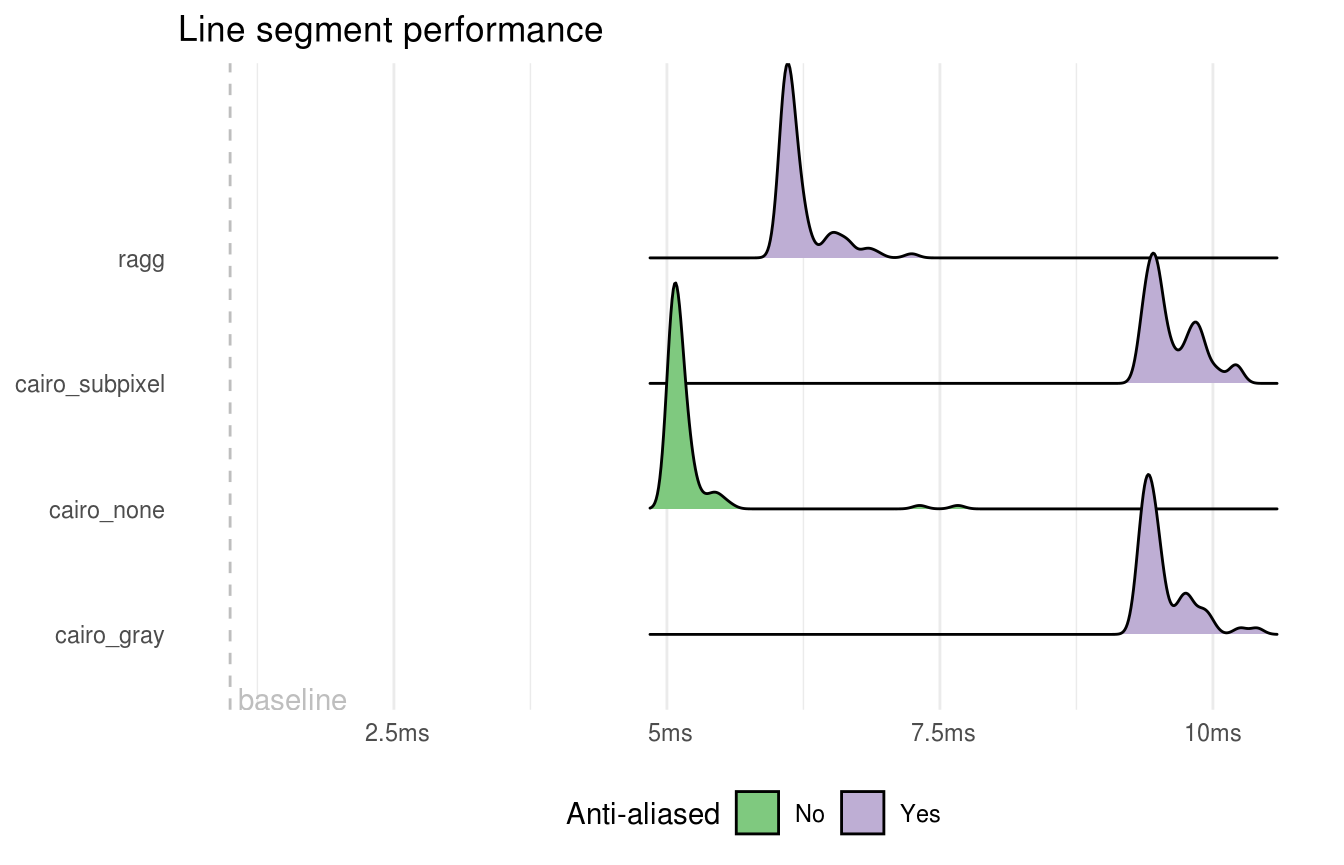 Line segment performance
ragg
cairo_subpixel
cairo_none
cairo_gray
baseline
2.5ms 5ms 7.5ms 10ms
Anti-aliased No Yes